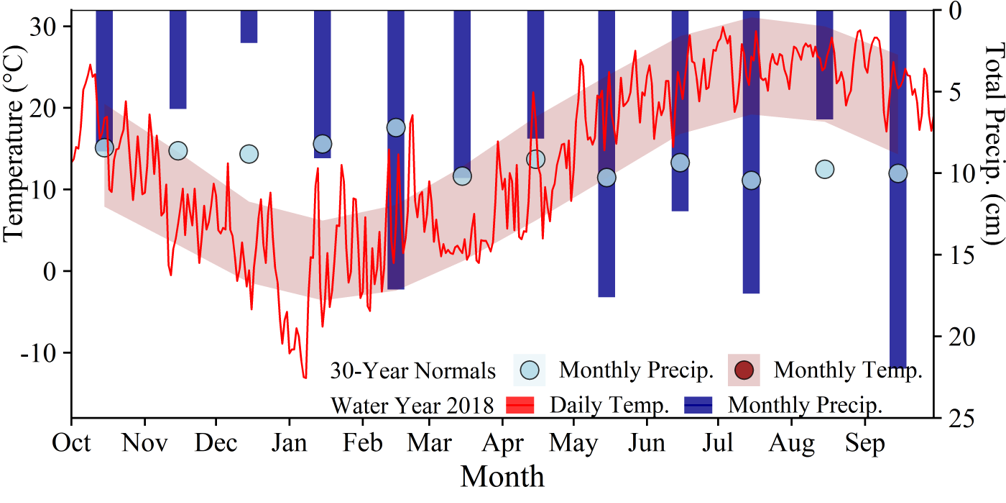 30
20
10
0
-10
Temperature (°C)
0
5
10
15
20
25
Total Precip. (cm)
30-Year Normals Monthly Precip. Monthly Temp.
Water Year 2018 Daily Temp. Monthly Precip.
Oct Nov Dec Jan Feb Mar Apr May Jun Jul Aug Sep
Month